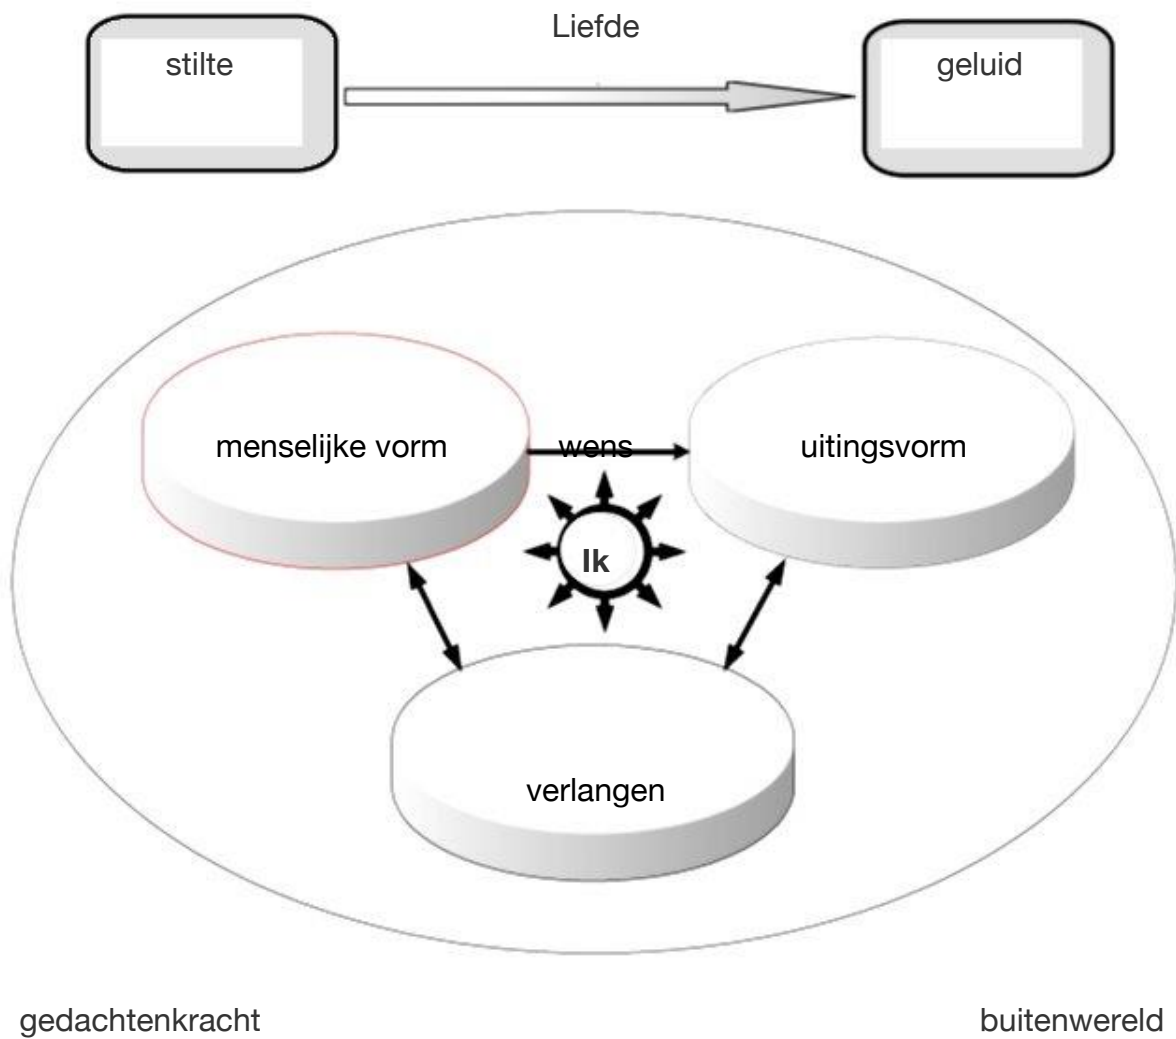 Liefde
stilte
geluid
menselijke vorm
wens
uitingsvorm
Ik
verlangen
gedachtenkracht
buitenwereld